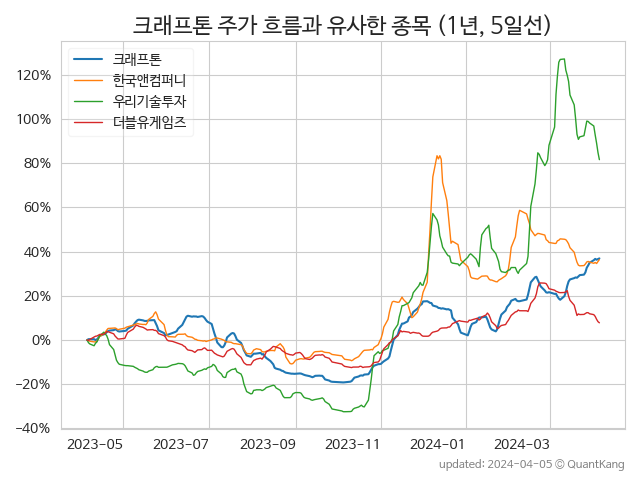 크래프톤 주가 흐름과 유사한 종목 (1년, 5일선)
크래프톤
한국앤컴퍼니
우리기술투자
더블유게임즈
120%
100%
80%
60%
40%
20%
0%
−20%
−40%
2023-05 2023-07 2023-09 2023-11 2024-01 2024-03
updated: 2024-04-05 © QuantKang